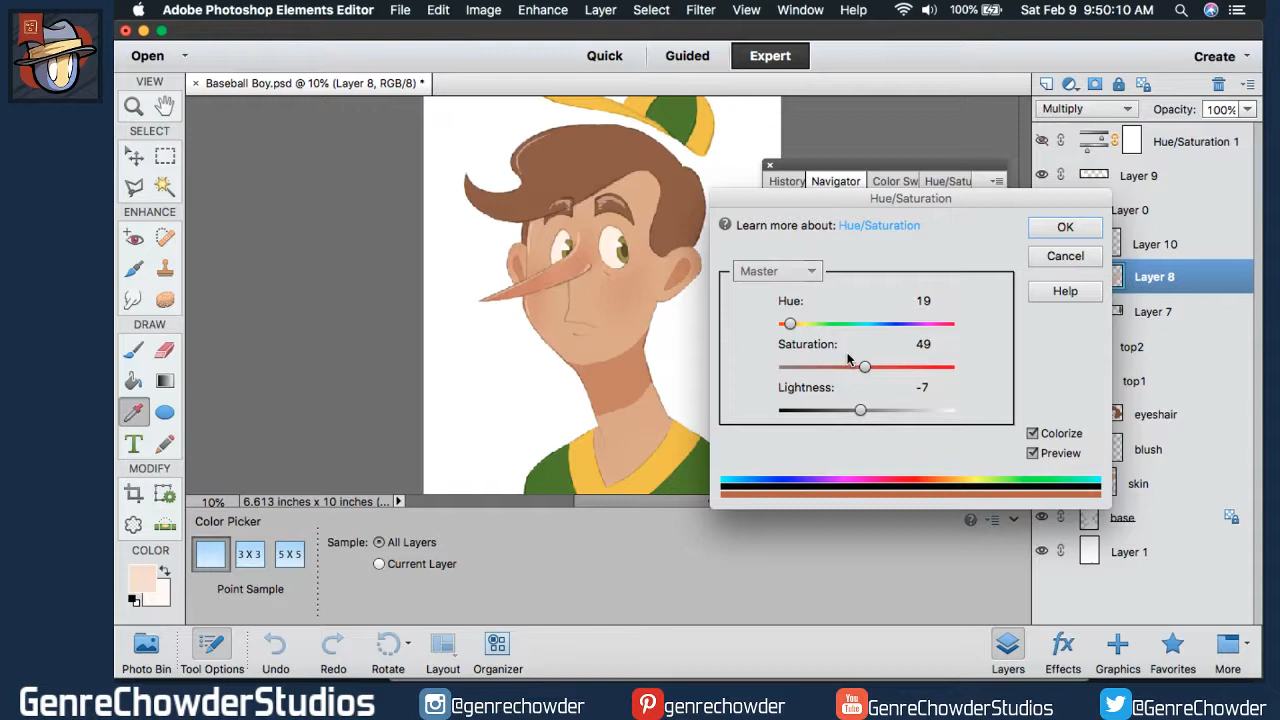 Adobe Photoshop Elements Editor File Edit Image Enhance Layer Select Filter View Window Help 100% Sat Feb 9 9:50:10 AM
Open Quick Guided Expert Create
VIEW
Baseball Boy.psd @ 10% (Layer 8, RGB/8) *
Multiply Opacity: 100%
SELECT
Hue/Saturation 1
Layer 9
History Navigator Color Sw Hue/Satu
Hue/Saturation
Learn more about: Hue/Saturation
OK
Cancel
Help
Master
Hue: 19
Saturation: 49
Lightness: -7
Colorize
Preview
Layer 0
Layer 10
Layer 8
Layer 7
top2
top1
eyeshair
blush
skin
base
Layer 1
ENHANCE
DRAW
T
MODIFY
COLOR
10% 6.613 inches x 10 inches (...
Color Picker
3 X 3 5 X 5
Point Sample
Sample: All Layers
Current Layer
Photo Bin Tool Options Undo Redo Rotate Layout Organizer Layers Effects Graphics Favorites More
fx
GenreChowderStudios @genrechowder genrechowder GenreChowderStudios @GenreChowder
You
Tube